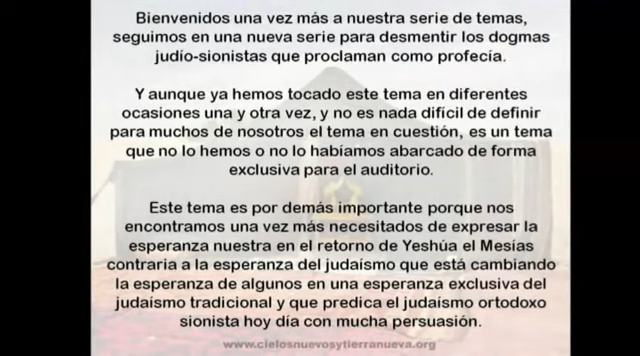 Bienvenidos una vez más a nuestra serie de temas,
seguimos en una nueva serie para desmentir los dogmas
judío-sionistas que proclaman como profecía.
Y aunque ya hemos tocado este tema en diferentes
ocasiones una y otra vez, y no es nada difícil de definir
para muchos de nosotros el tema en cuestión, es un tema
que no lo hemos o no lo habíamos abarcado de forma
exclusiva para el auditorio.
Este tema es por demás importante porque nos
encontramos una vez más necesitados de expresar la
esperanza nuestra en el retorno de Yeshúa el Mesías
contraria a la esperanza del judaísmo que está cambiando
la esperanza de algunos en una esperanza exclusiva del
judaísmo tradicional y que predica el judaísmo ortodoxo
sionista hoy día con mucha persuasión.
www.cielosnuevosytierranueva.org